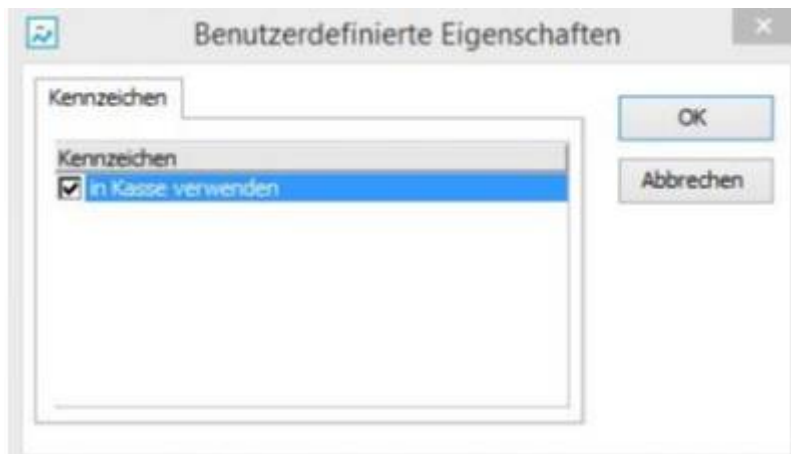 Benutzerdefinierte Eigenschaften
Kennzeichen
OK
Kennzeichen
in Kasse verwenden
Abbrechen